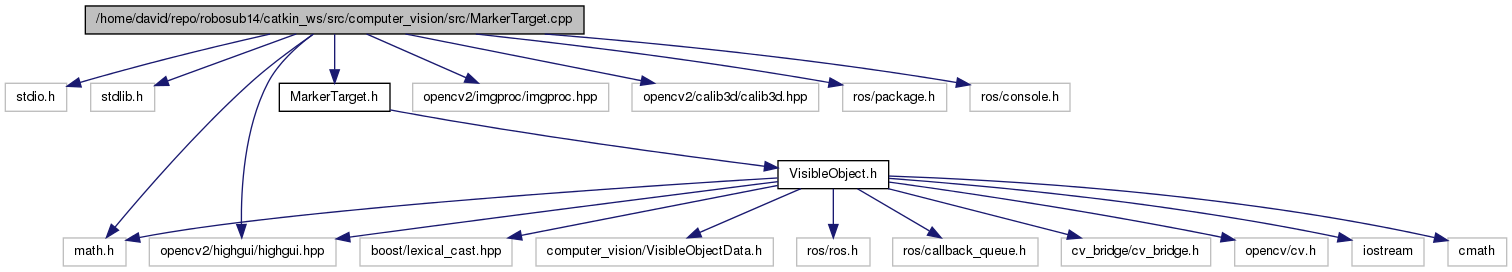 /home/david/repo/robosub14/catkin_ws/src/computer_vision/src/MarkerTarget.cpp
stdio.h
stdlib.h
MarkerTarget.h
opencv2/imgproc/imgproc.hpp
opencv2/calib3d/calib3d.hpp
ros/package.h
ros/console.h
VisibleObject.h
math.h
opencv2/highgui/highgui.hpp
boost/lexical_cast.hpp
computer_vision/VisibleObjectData.h
ros/ros.h
ros/callback_queue.h
cv_bridge/cv_bridge.h
opencv/cv.h
iostream
cmath